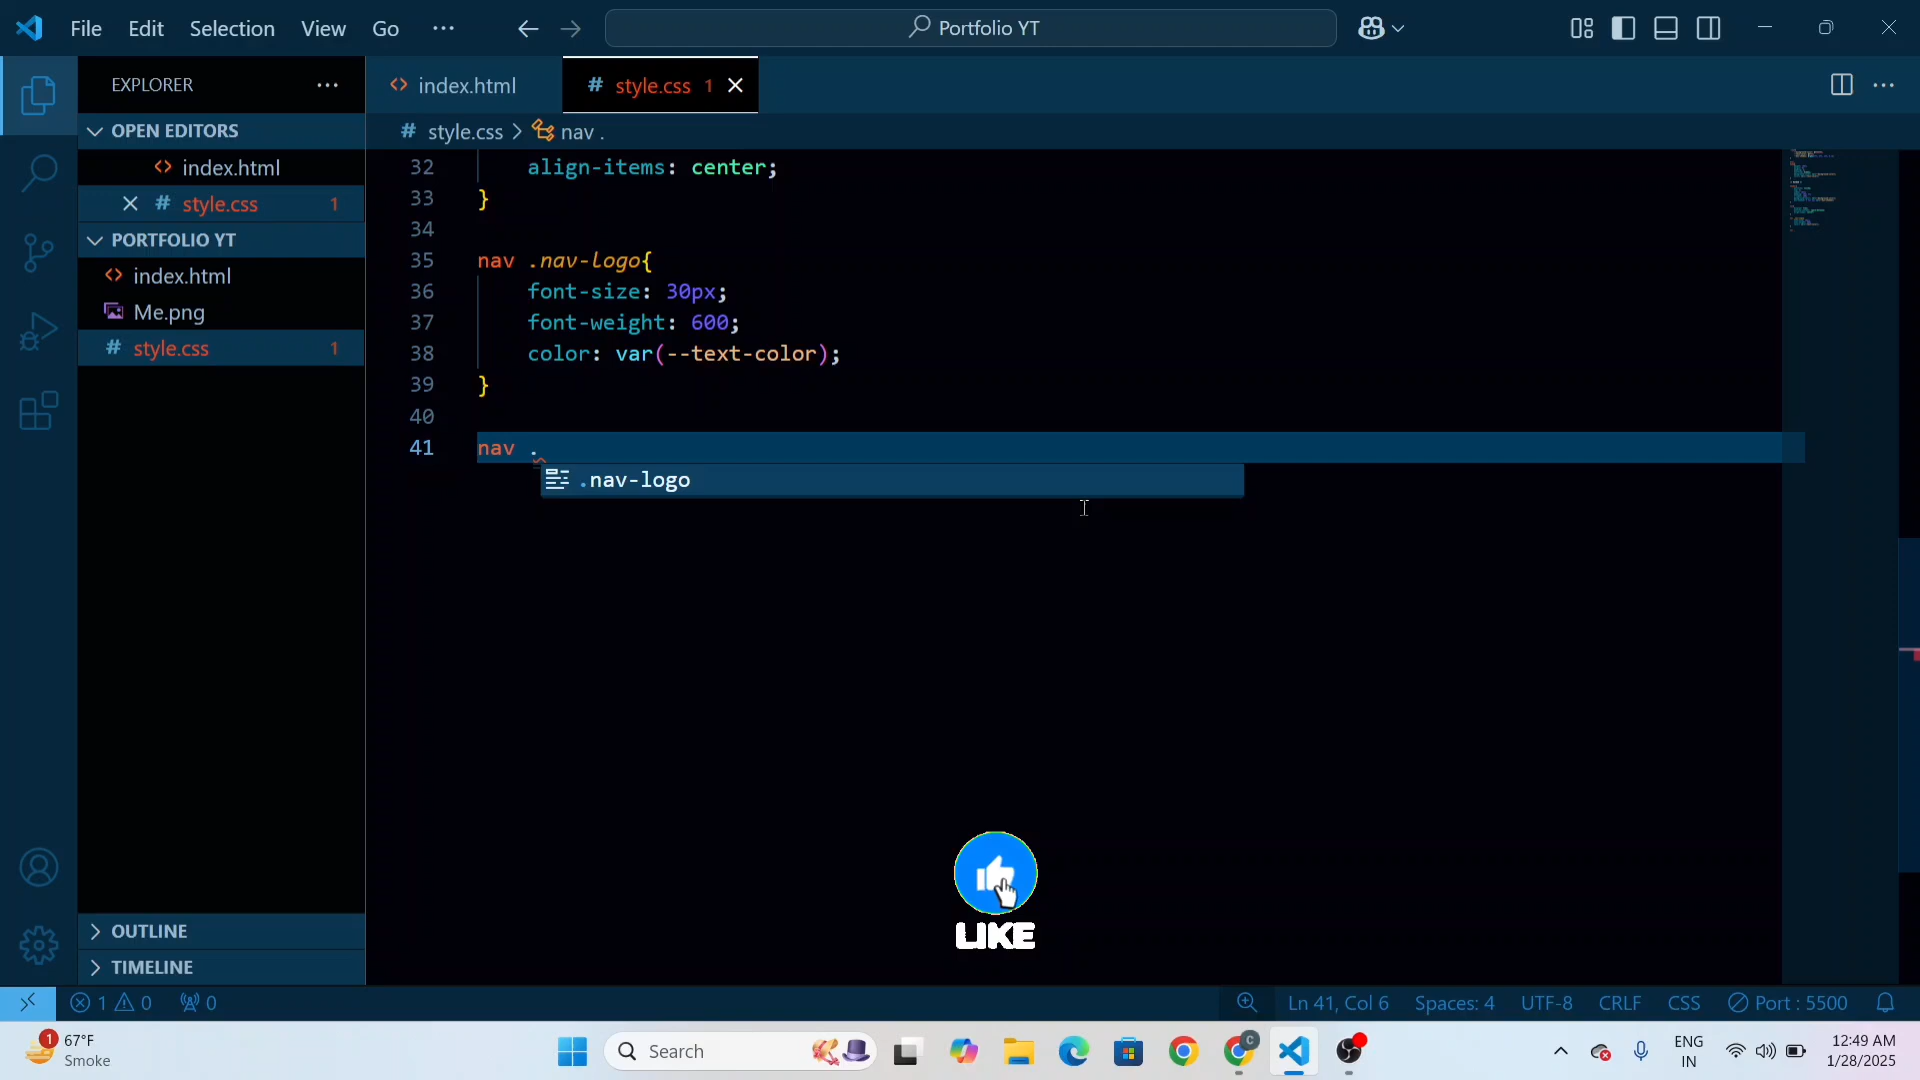 File Edit Selection View Go ···
Portfolio YT
EXPLORER ···
index.html
# style.css 1
OPEN EDITORS
index.html
# style.css 1
PORTFOLIO YT
index.html
Me.png
# style.css 1
# style.css > nav .
32 align-items: center;
33 }
34
35 nav .nav-logo{
36 font-size: 30px;
37 font-weight: 600;
38 color: var(--text-color);
39 }
40
41 nav .
.nav-logo
LIKE
OUTLINE
TIMELINE
1 0 0
Ln 41, Col 6 Spaces: 4 UTF-8 CRLF CSS Port : 5500
1
67°F
Smoke
Search
C
ENG
IN
12:49 AM
1/28/2025